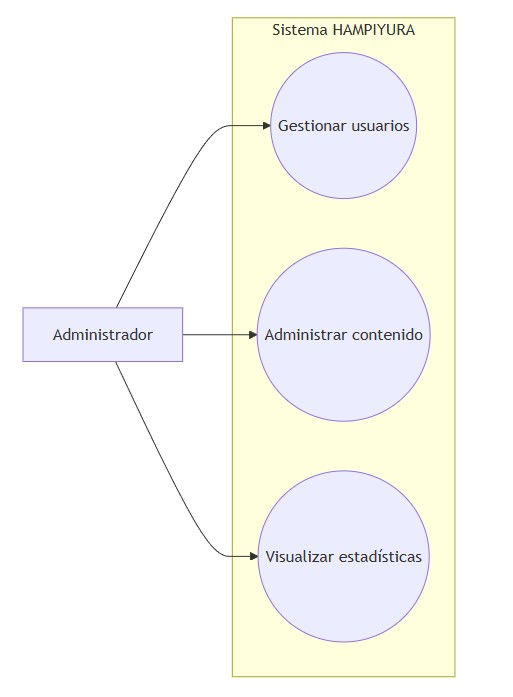 Sistema HAMPIYURA
Gestionar usuarios
Administrador
Administrar contenido
Visualizar estadísticas